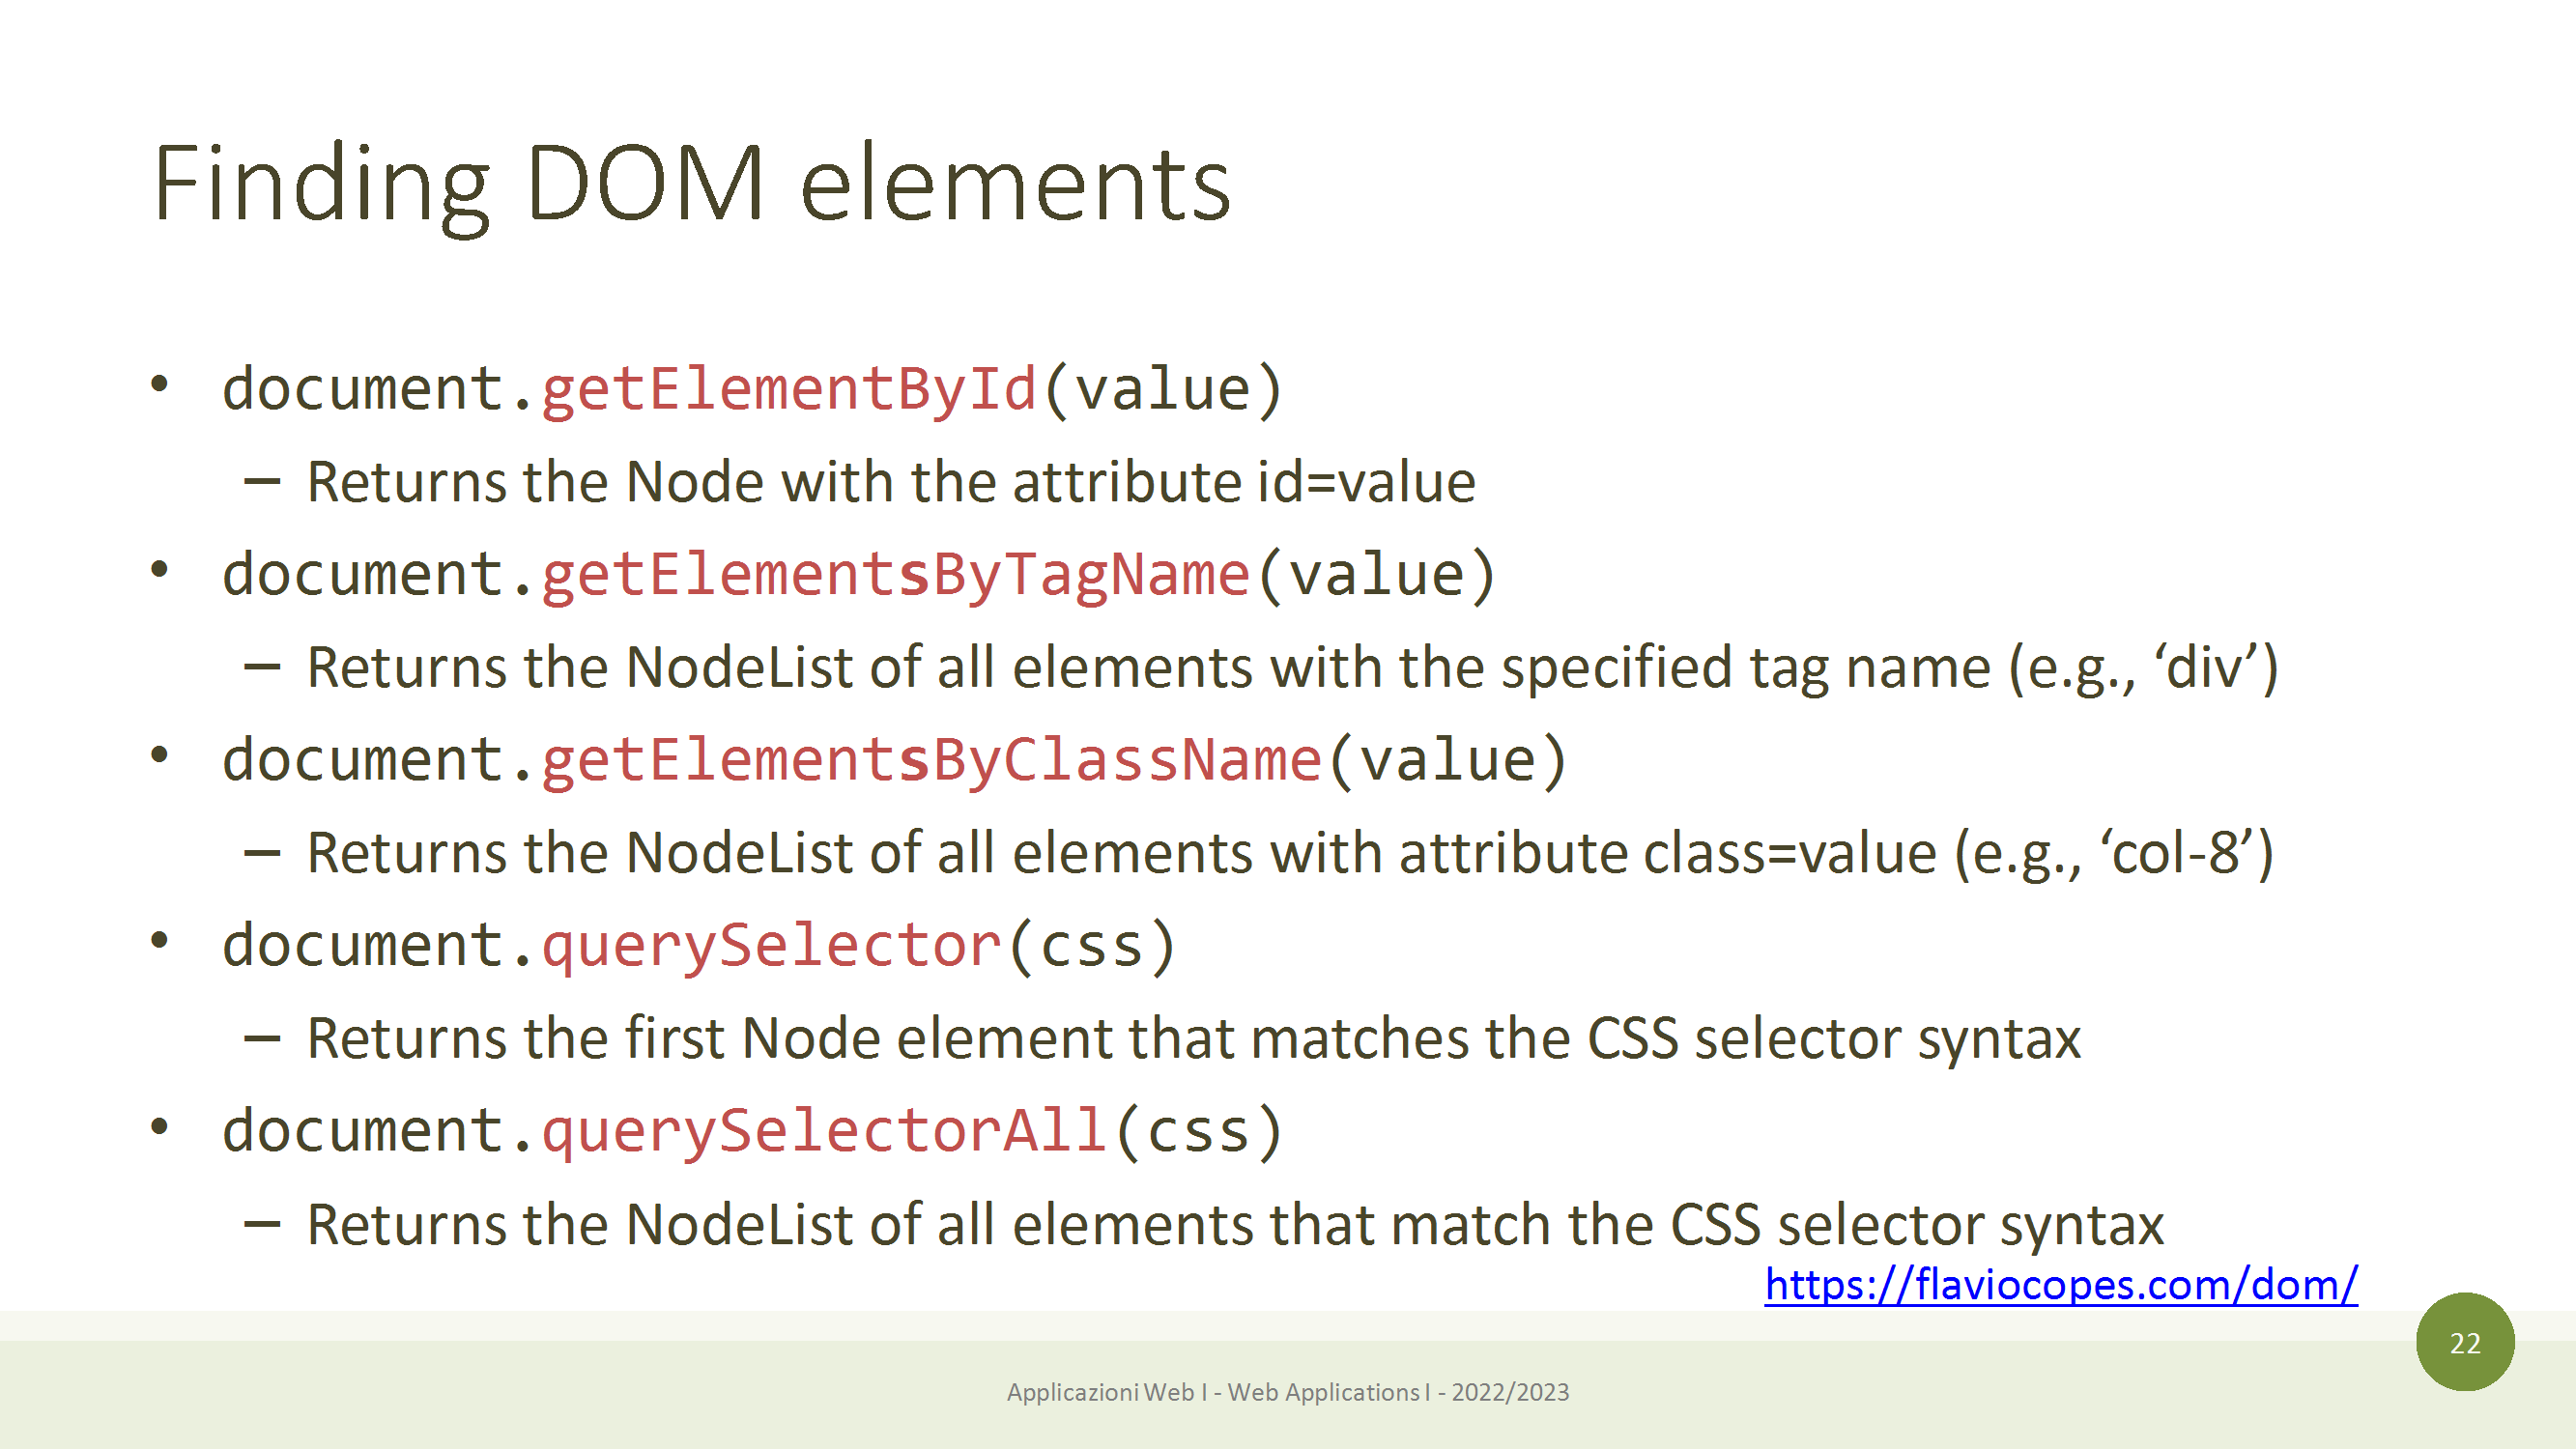 Finding DOM elements
• document.getElementById(value)
– Returns the Node with the attribute id=value
• document.getElementsByTagName(value)
– Returns the NodeList of all elements with the specified tag name (e.g., ‘div’)
• document.getElementsByClassName(value)
– Returns the NodeList of all elements with attribute class=value (e.g., ‘col-8’)
• document.querySelector(css)
– Returns the first Node element that matches the CSS selector syntax
• document.querySelectorAll(css)
– Returns the NodeList of all elements that match the CSS selector syntax
https://flaviocopes.com/dom/
22
Applicazioni Web I - Web Applications I - 2022/2023